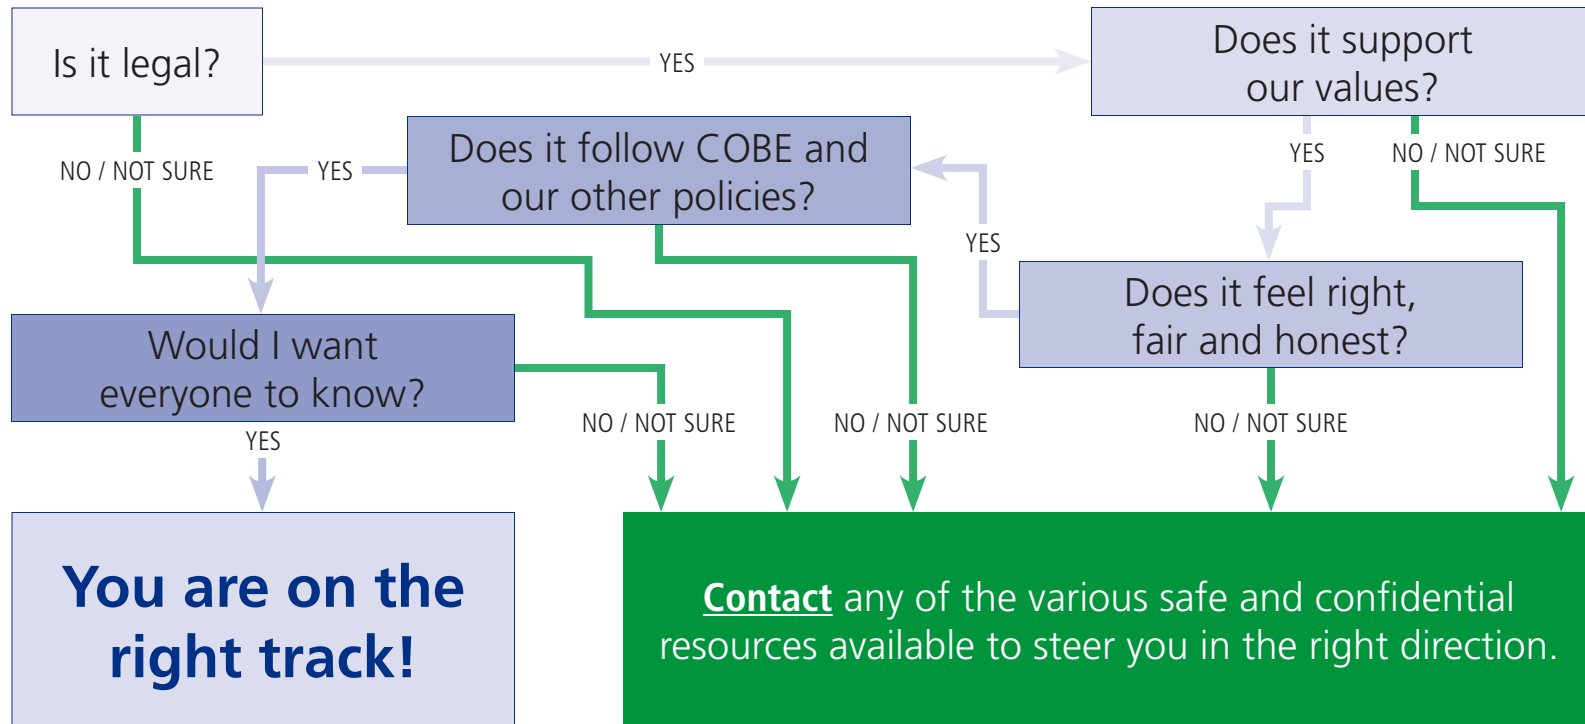 Is it legal?
YES
Does it support
our values?
NO / NOT SURE
YES
Does it follow COBE and
our other policies?
YES
NO / NOT SURE
YES
Does it feel right,
fair and honest?
Would I want
everyone to know?
NO / NOT SURE
NO / NOT SURE
NO / NOT SURE
YES
You are on the
right track!
Contact any of the various safe and confidential
resources available to steer you in the right direction.